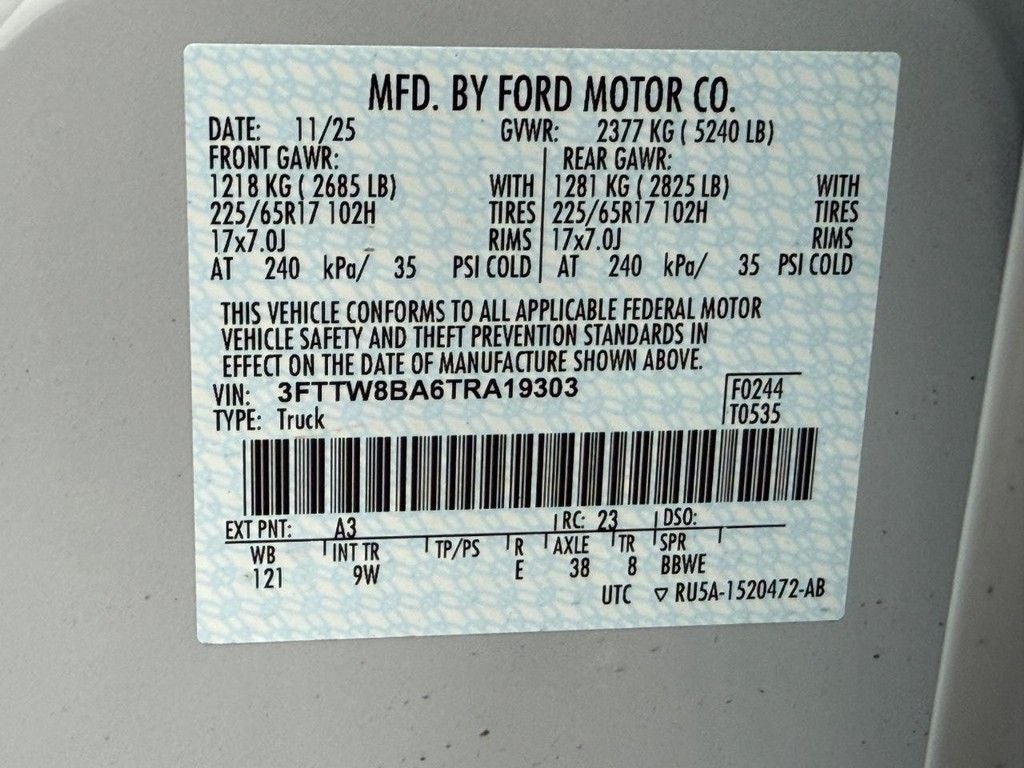 MFD. BY FORD MOTOR CO.
DATE: 11/25 GVWR: 2377 KG ( 5240 LB)
FRONT GAWR: REAR GAWR:
1218 KG ( 2685 LB) WITH 1281 KG ( 2825 LB) WITH
225/65R17 102H TIRES 225/65R17 102H TIRES
17x7.0J RIMS 17x7.0J RIMS
AT 240 kPa/ 35 PSI COLD AT 240 kPa/ 35 PSI COLD
THIS VEHICLE CONFORMS TO ALL APPLICABLE FEDERAL MOTOR
VEHICLE SAFETY AND THEFT PREVENTION STANDARDS IN
EFFECT ON THE DATE OF MANUFACTURE SHOWN ABOVE.
VIN: 3FTTW8BA6TRA19303 F0244
TYPE: Truck T0535
EXT PNT: A3 RC: 23 DSO:
WB INT TR TP/PS R AXLE TR SPR
121 9W E 38 8 BBWE
UTC ▽ RU5A-1520472-AB